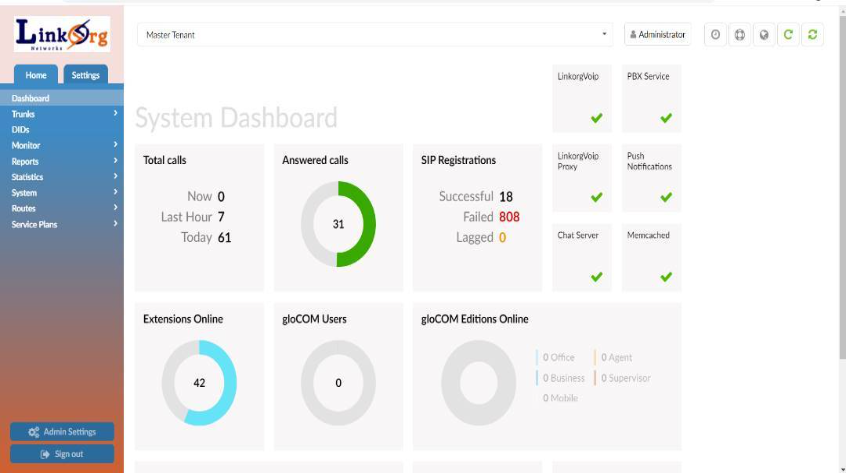 LinkOrg
Networks
Home
Settings
Dashboard
Trunks
DIDs
Monitor
Reports
Statistics
System
Routes
Service Plans
Admin Settings
Sign out
Master Tenant
Administrator
System Dashboard
Total calls
Now 0
Last Hour 7
Today 61
Answered calls
31
SIP Registrations
Successful 18
Failed 808
Lagged 0
LinkorgVoip
PBX Service
LinkorgVoip
Proxy
Push
Notifications
Chat Server
Memcached
Extensions Online
42
gloCOM Users
0
gloCOM Editions Online
0 Office
0 Agent
0 Business
0 Supervisor
0 Mobile